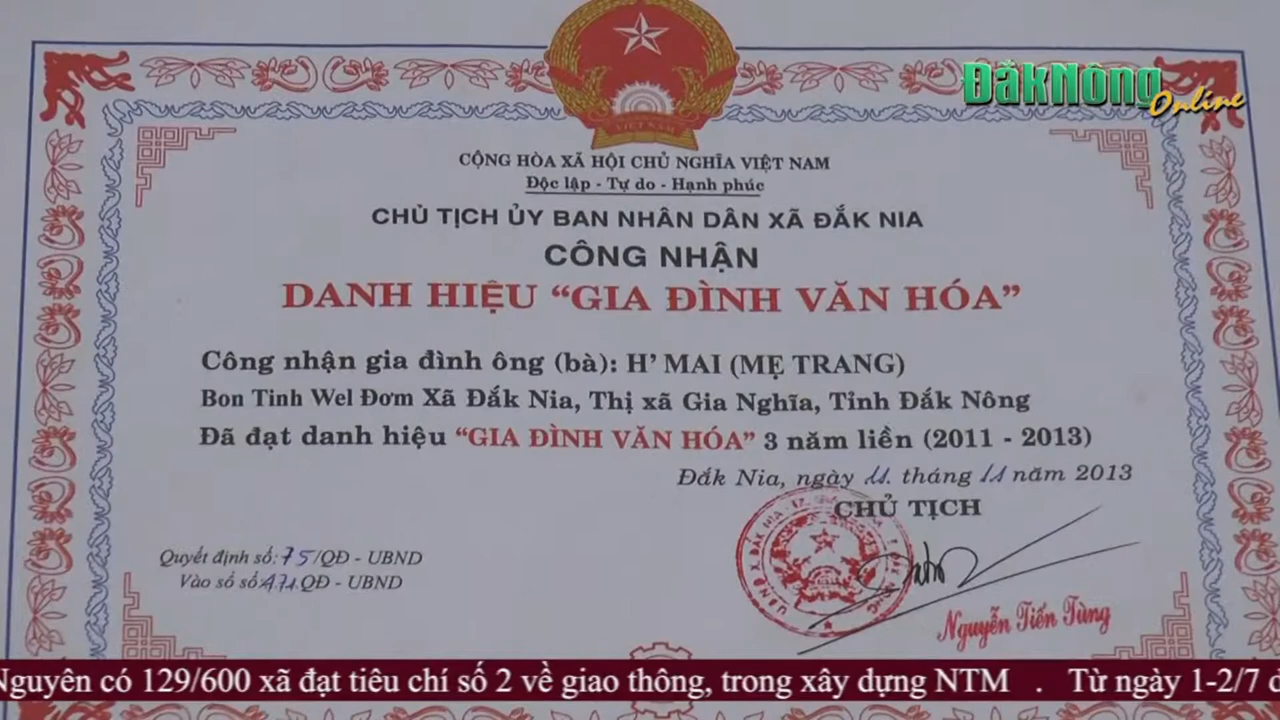 ĐắkNông
Online
VIỆT NAM
CỘNG HÒA XÃ HỘI CHỦ NGHĨA VIỆT NAM
Độc lập - Tự do - Hạnh phúc
CHỦ TỊCH ỦY BAN NHÂN DÂN XÃ ĐẮK NIA
CÔNG NHẬN
DANH HIỆU “GIA ĐÌNH VĂN HÓA”
Công nhận gia đình ông (bà): H’ MAI (MẸ TRANG)
Bon Tinh Wel Đơm Xã Đắk Nia, Thị xã Gia Nghĩa, Tỉnh Đắk Nông
Đã đạt danh hiệu “GIA ĐÌNH VĂN HÓA” 3 năm liền (2011 - 2013)
Đắk Nia, ngày 11. tháng 11 năm 2013
CHỦ TỊCH
Quyết định số: 75/QĐ - UBND
Vào sổ số: 471.QĐ - UBND
Nguyễn Tiến Tùng
Nguyên có 129/600 xã đạt tiêu chí số 2 về giao thông, trong xây dựng NTM . Từ ngày 1-2/7